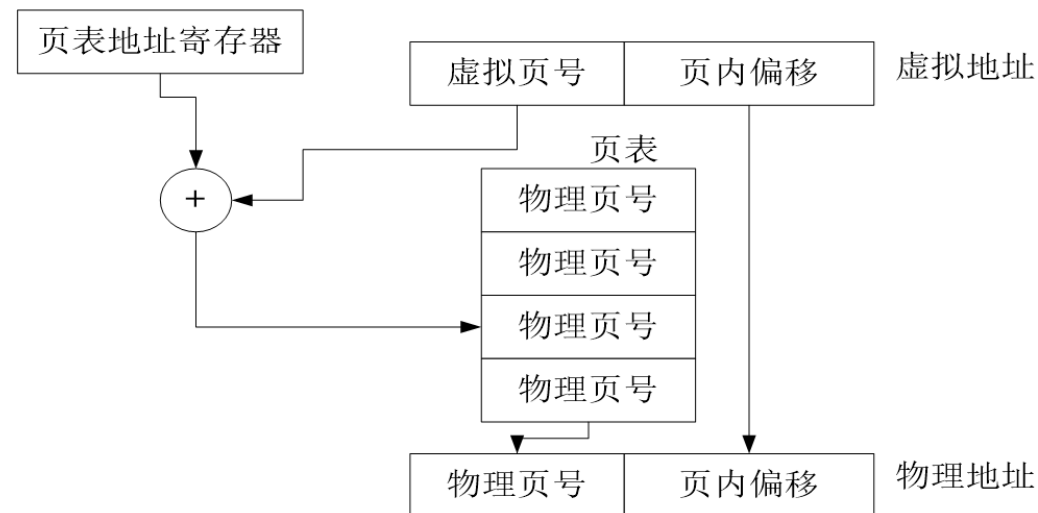 页表地址寄存器
虚拟页号 页内偏移 虚拟地址
页表
+
物理页号
物理页号
物理页号
物理页号
物理页号 页内偏移 物理地址